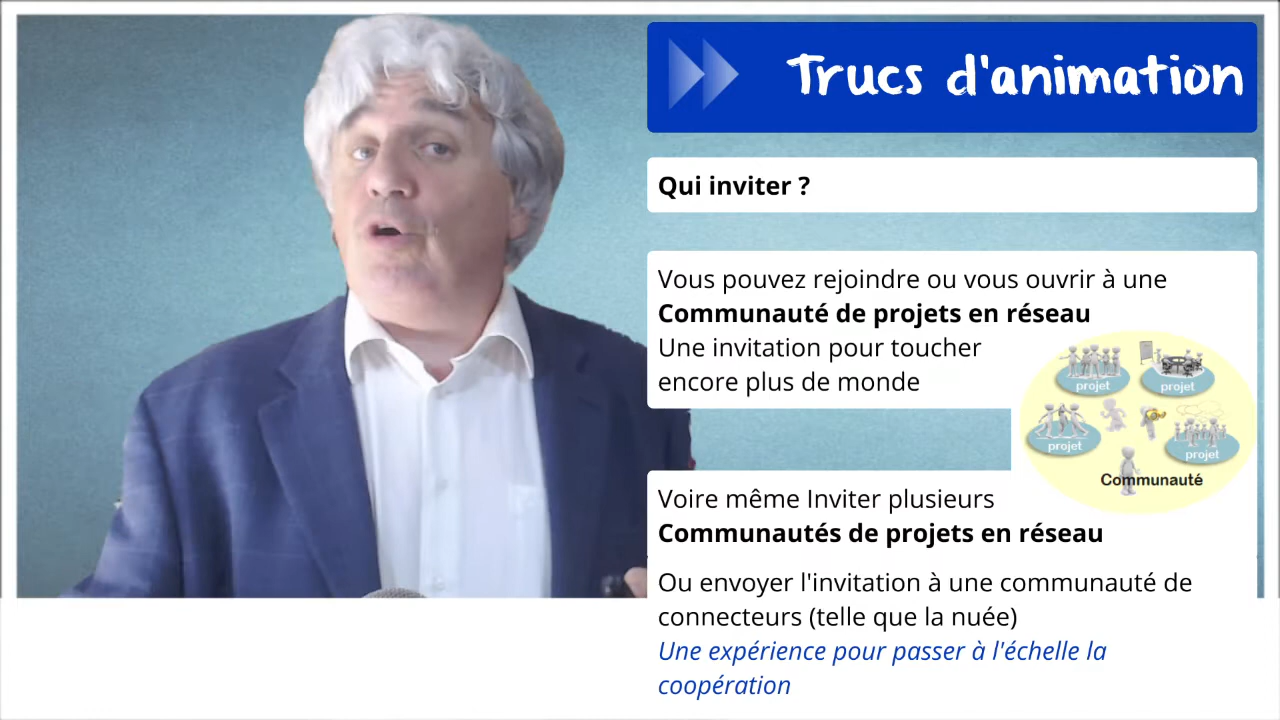 Trucs d'animation
Qui inviter ?
Vous pouvez rejoindre ou vous ouvrir à une
Communauté de projets en réseau
Une invitation pour toucher
encore plus de monde
projet
projet
projet
projet
Communauté
Voire même Inviter plusieurs
Communautés de projets en réseau
Ou envoyer l'invitation à une communauté de
connecteurs (telle que la nuée)
Une expérience pour passer à l'échelle la
coopération